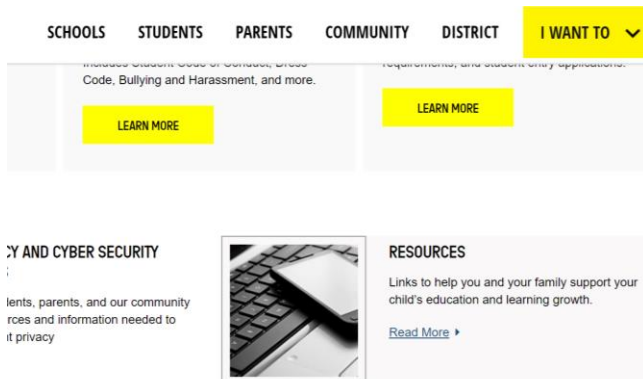 SCHOOLS STUDENTS PARENTS COMMUNITY DISTRICT I WANT TO
Includes Student Code of Conduct, Dress
Code, Bullying and Harassment, and more.
LEARN MORE
requirements, and student entry applications.
LEARN MORE
CY AND CYBER SECURITY
dents, parents, and our community
rces and information needed to
nt privacy
RESOURCES
Links to help you and your family support your
child's education and learning growth.
Read More